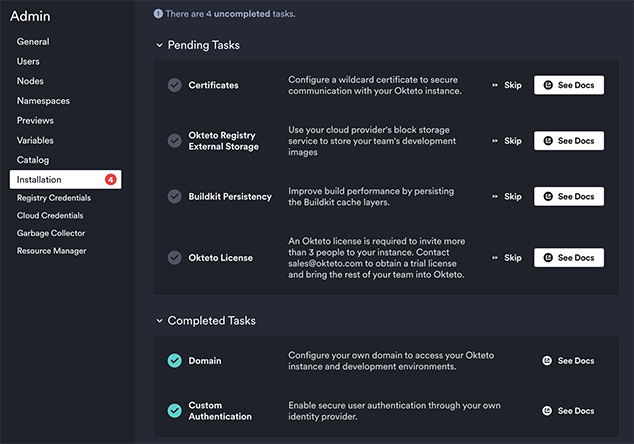 Admin
General
Users
Nodes
Namespaces
Previews
Variables
Catalog
Installation 4
Registry Credentials
Cloud Credentials
Garbage Collector
Resource Manager
There are 4 uncompleted tasks.
Pending Tasks
Certificates
Configure a wildcard certificate to secure
communication with your Okteto instance.
Skip
See Docs
Okteto Registry
External Storage
Use your cloud provider's block storage
service to store your team's development
images
Skip
See Docs
Buildkit Persistency
Improve build performance by persisting
the Buildkit cache layers.
Skip
See Docs
Okteto License
An Okteto license is required to invite more
than 3 people to your instance. Contact
sales@okteto.com to obtain a trial license
and bring the rest of your team into Okteto.
Skip
See Docs
Completed Tasks
Domain
Configure your own domain to access your Okteto
instance and development environments.
See Docs
Custom
Authentication
Enable secure user authentication through your own
identity provider.
See Docs